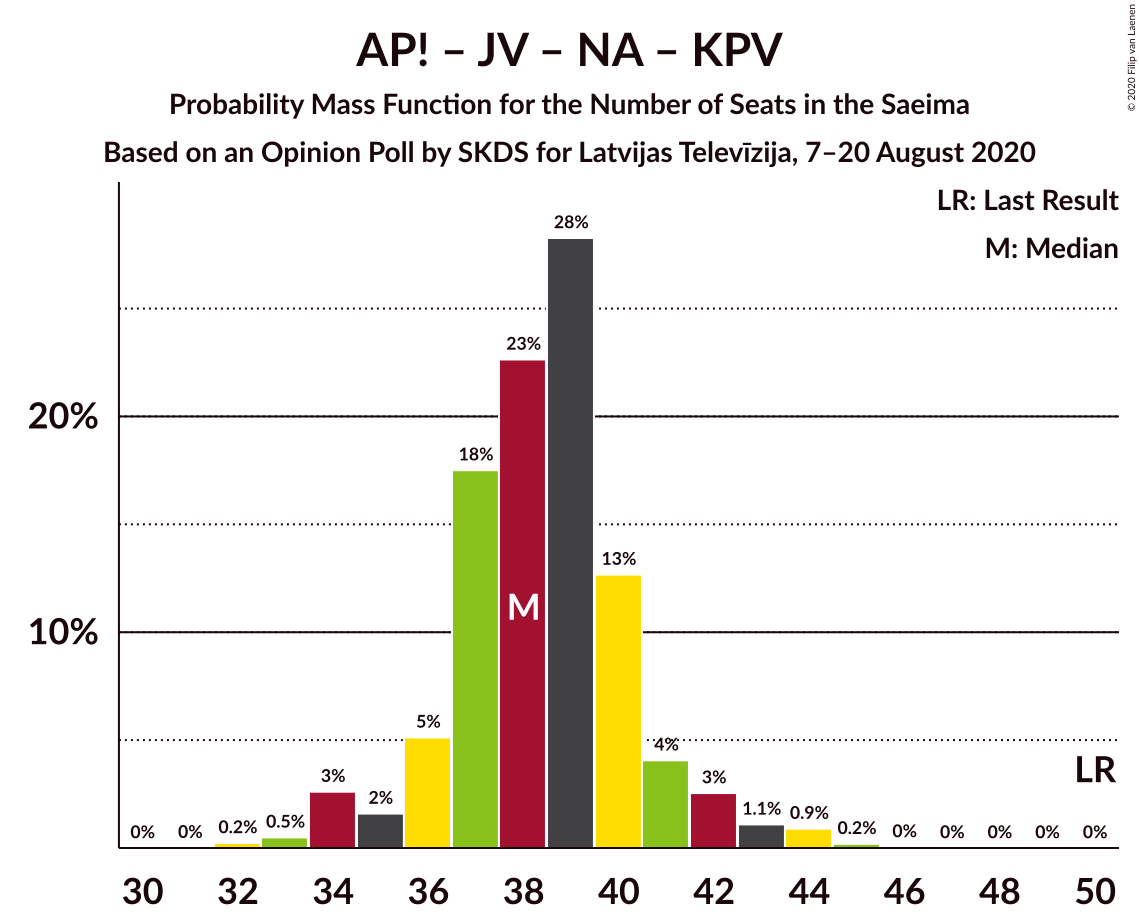 AP! – JV – NA – KPV
Probability Mass Function for the Number of Seats in the Saeima
Based on an Opinion Poll by SKDS for Latvijas Televīzija, 7–20 August 2020
© 2020 Filip van Laenen
LR: Last Result
M: Median
20%
10%
0%
0%
0.2%
0.5%
3%
2%
5%
18%
23%
28%
13%
4%
3%
1.1%
0.9%
0.2%
0%
0%
0%
0%
0%
M
LR
30 32 34 36 38 40 42 44 46 48 50